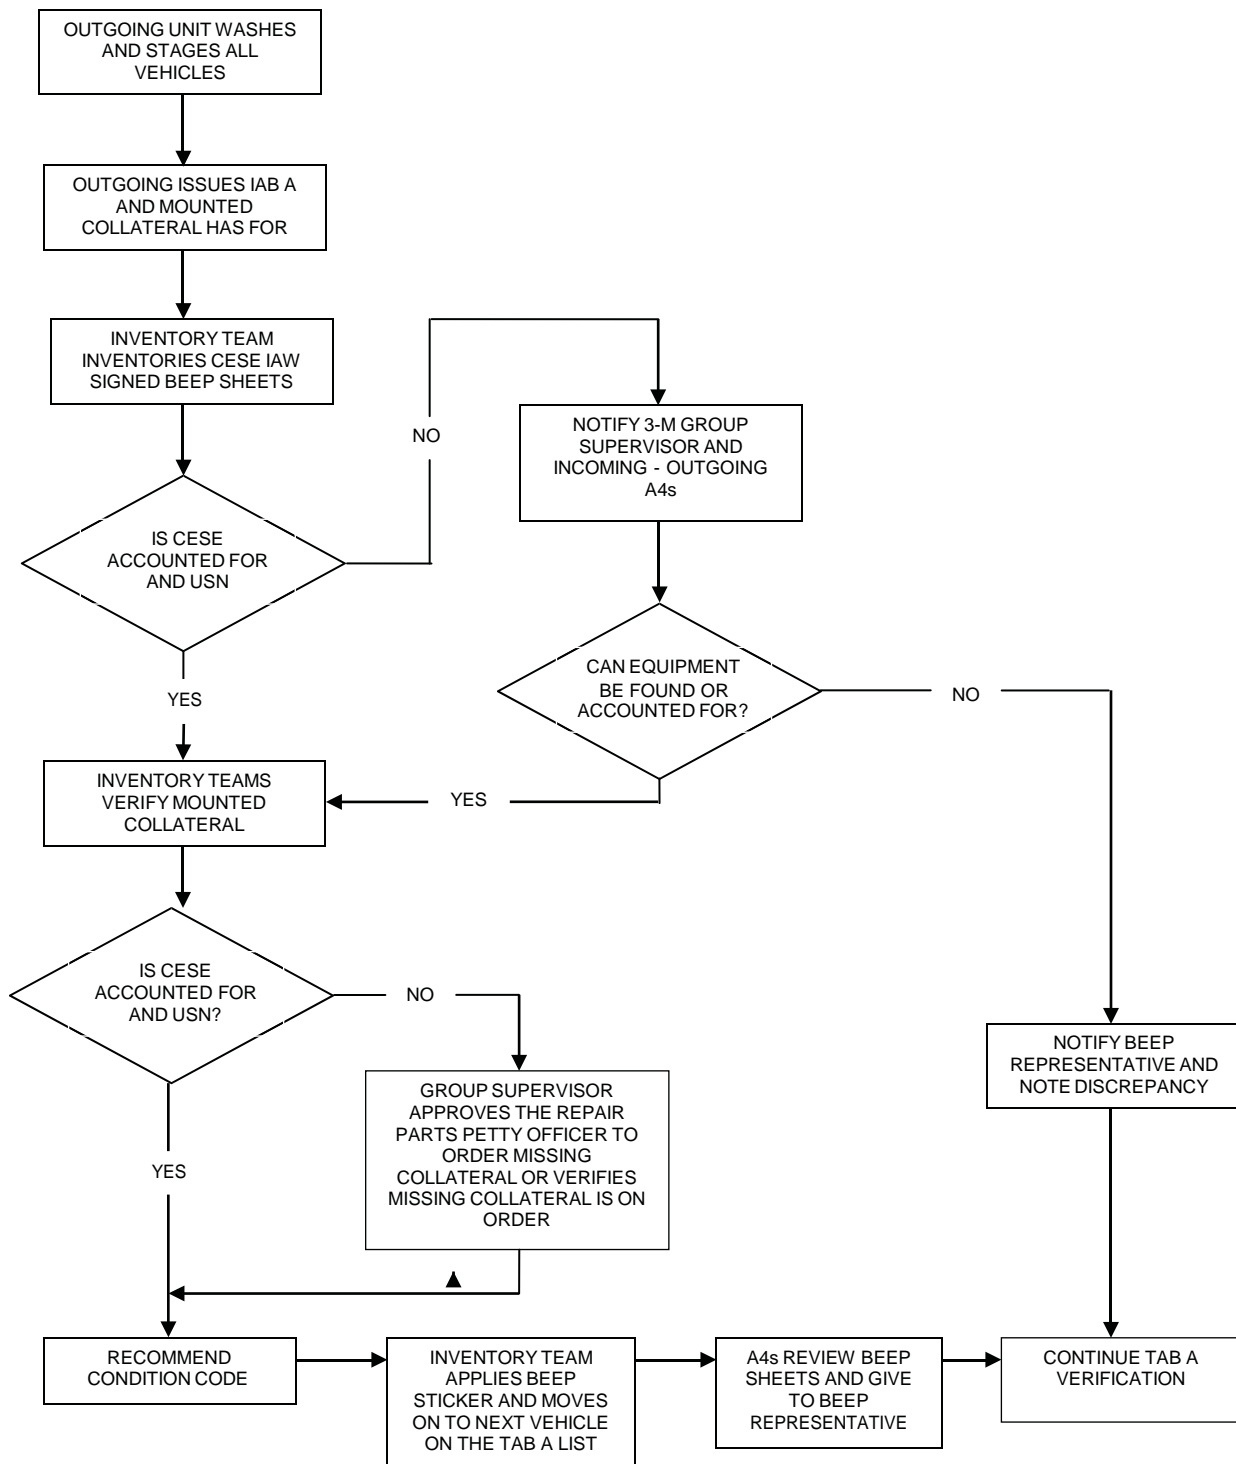 OUTGOING UNIT WASHES
AND STAGES ALL
VEHICLES
OUTGOING ISSUES IAB A
AND MOUNTED
COLLATERAL HAS FOR
INVENTORY TEAM
INVENTORIES CESE IAW
SIGNED BEEP SHEETS
IS CESE
ACCOUNTED FOR
AND USN
NO
NOTIFY 3-M GROUP
SUPERVISOR AND
INCOMING - OUTGOING
A4s
YES
CAN EQUIPMENT
BE FOUND OR
ACCOUNTED FOR?
NO
YES
INVENTORY TEAMS
VERIFY MOUNTED
COLLATERAL
IS CESE
ACCOUNTED FOR
AND USN?
NO
GROUP SUPERVISOR
APPROVES THE REPAIR
PARTS PETTY OFFICER TO
ORDER MISSING
COLLATERAL OR VERIFIES
MISSING COLLATERAL IS ON
ORDER
YES
NOTIFY BEEP
REPRESENTATIVE AND
NOTE DISCREPANCY
RECOMMEND
CONDITION CODE
INVENTORY TEAM
APPLIES BEEP
STICKER AND MOVES
ON TO NEXT VEHICLE
ON THE TAB A LIST
A4s REVIEW BEEP
SHEETS AND GIVE
TO BEEP
REPRESENTATIVE
CONTINUE TAB A
VERIFICATION